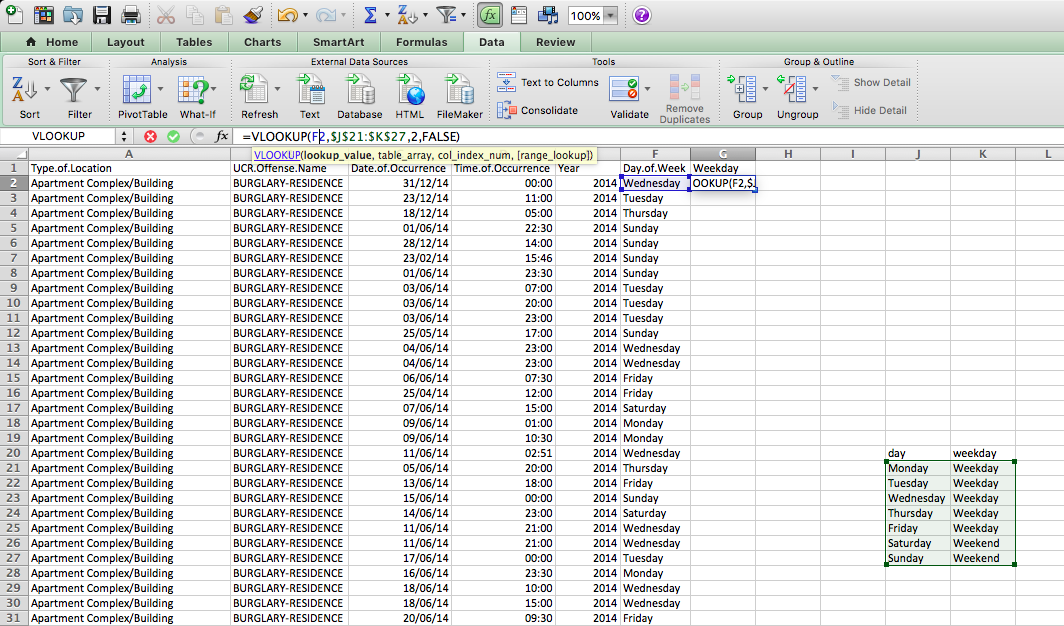 100% ?
Home Layout Tables Charts SmartArt Formulas Data Review
Sort & Filter Analysis External Data Sources Tools Group & Outline
Sort Filter PivotTable What-If Refresh Text Database HTML FileMaker Text to Columns Consolidate Validate Remove Duplicates Group Ungroup Show Detail Hide Detail
VLOOKUP fx =VLOOKUP(F2,$J$21:$K$27,2,FALSE)
VLOOKUP(lookup_value, table_array, col_index_num, [range_lookup])
A F G H I J K L
1 Type.of.Location UCR.Offense.Name Date.of.Occurrence Time.of.Occurrence Year Day.of.Week Weekday
2 Apartment Complex/Building BURGLARY-RESIDENCE 31/12/14 00:00 2014 Wednesday OOKUP(F2,$J
3 Apartment Complex/Building BURGLARY-RESIDENCE 23/12/14 11:00 2014 Tuesday
4 Apartment Complex/Building BURGLARY-RESIDENCE 18/12/14 05:00 2014 Thursday
5 Apartment Complex/Building BURGLARY-RESIDENCE 01/06/14 22:30 2014 Sunday
6 Apartment Complex/Building BURGLARY-RESIDENCE 28/12/14 14:00 2014 Sunday
7 Apartment Complex/Building BURGLARY-RESIDENCE 23/02/14 15:46 2014 Sunday
8 Apartment Complex/Building BURGLARY-RESIDENCE 01/06/14 23:30 2014 Sunday
9 Apartment Complex/Building BURGLARY-RESIDENCE 03/06/14 07:00 2014 Tuesday
10 Apartment Complex/Building BURGLARY-RESIDENCE 03/06/14 20:00 2014 Tuesday
11 Apartment Complex/Building BURGLARY-RESIDENCE 03/06/14 23:00 2014 Tuesday
12 Apartment Complex/Building BURGLARY-RESIDENCE 25/05/14 17:00 2014 Sunday
13 Apartment Complex/Building BURGLARY-RESIDENCE 04/06/14 23:00 2014 Wednesday
14 Apartment Complex/Building BURGLARY-RESIDENCE 04/06/14 23:00 2014 Wednesday
15 Apartment Complex/Building BURGLARY-RESIDENCE 06/06/14 07:30 2014 Friday
16 Apartment Complex/Building BURGLARY-RESIDENCE 25/04/14 12:00 2014 Friday
17 Apartment Complex/Building BURGLARY-RESIDENCE 07/06/14 15:00 2014 Saturday
18 Apartment Complex/Building BURGLARY-RESIDENCE 09/06/14 01:00 2014 Monday
19 Apartment Complex/Building BURGLARY-RESIDENCE 09/06/14 10:30 2014 Monday
20 Apartment Complex/Building BURGLARY-RESIDENCE 11/06/14 02:51 2014 Wednesday day weekday
21 Apartment Complex/Building BURGLARY-RESIDENCE 05/06/14 20:00 2014 Thursday Monday Weekday
22 Apartment Complex/Building BURGLARY-RESIDENCE 13/06/14 18:00 2014 Friday Tuesday Weekday
23 Apartment Complex/Building BURGLARY-RESIDENCE 15/06/14 00:00 2014 Sunday Wednesday Weekday
24 Apartment Complex/Building BURGLARY-RESIDENCE 14/06/14 23:00 2014 Saturday Thursday Weekday
25 Apartment Complex/Building BURGLARY-RESIDENCE 11/06/14 21:00 2014 Wednesday Friday Weekday
26 Apartment Complex/Building BURGLARY-RESIDENCE 11/06/14 21:00 2014 Wednesday Saturday Weekend
27 Apartment Complex/Building BURGLARY-RESIDENCE 17/06/14 00:00 2014 Tuesday Sunday Weekend
28 Apartment Complex/Building BURGLARY-RESIDENCE 16/06/14 23:30 2014 Monday
29 Apartment Complex/Building BURGLARY-RESIDENCE 18/06/14 10:00 2014 Wednesday
30 Apartment Complex/Building BURGLARY-RESIDENCE 18/06/14 15:00 2014 Wednesday
31 Apartment Complex/Building BURGLARY-RESIDENCE 20/06/14 09:30 2014 Friday